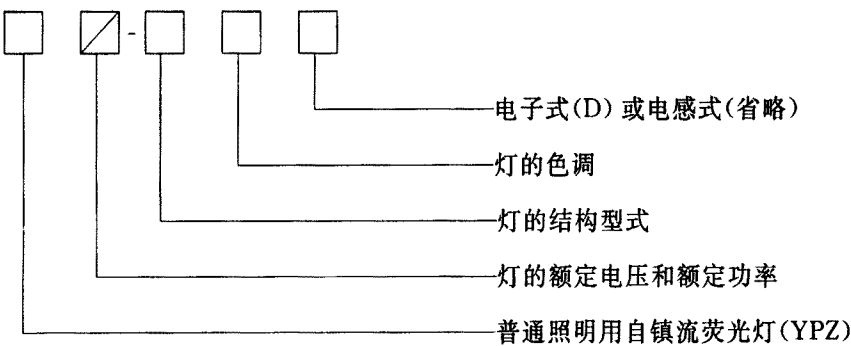 电子式(D)或电感式(省略)
灯的色调
灯的结构型式
灯的额定电压和额定功率
普通照明用自镇流荧光灯(YPZ)